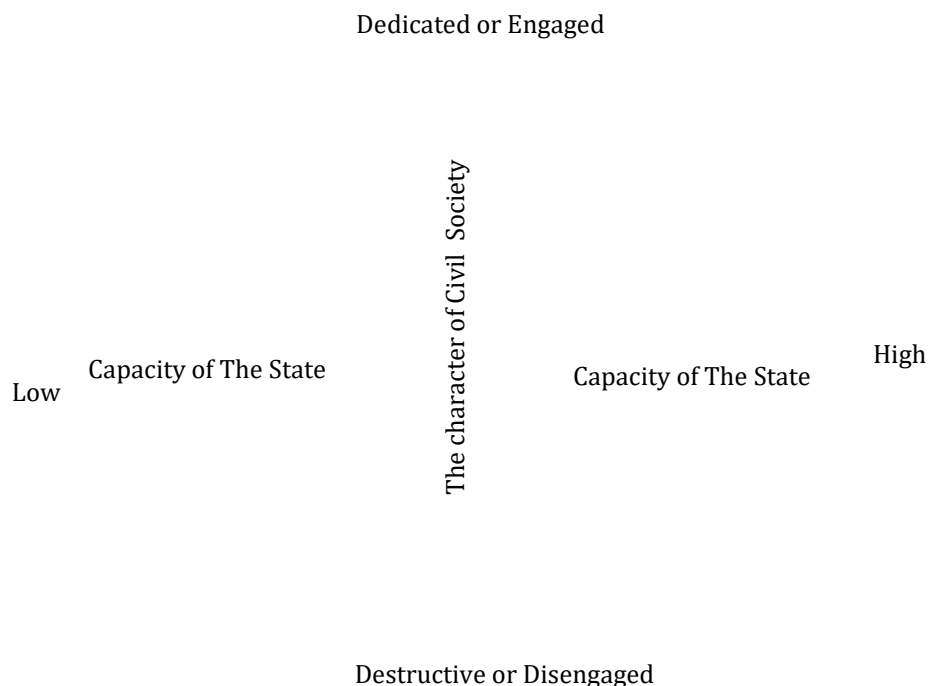 Dedicated or Engaged
The character of Civil Society
High
Capacity of The State
Capacity of The State
Low
Destructive or Disengaged